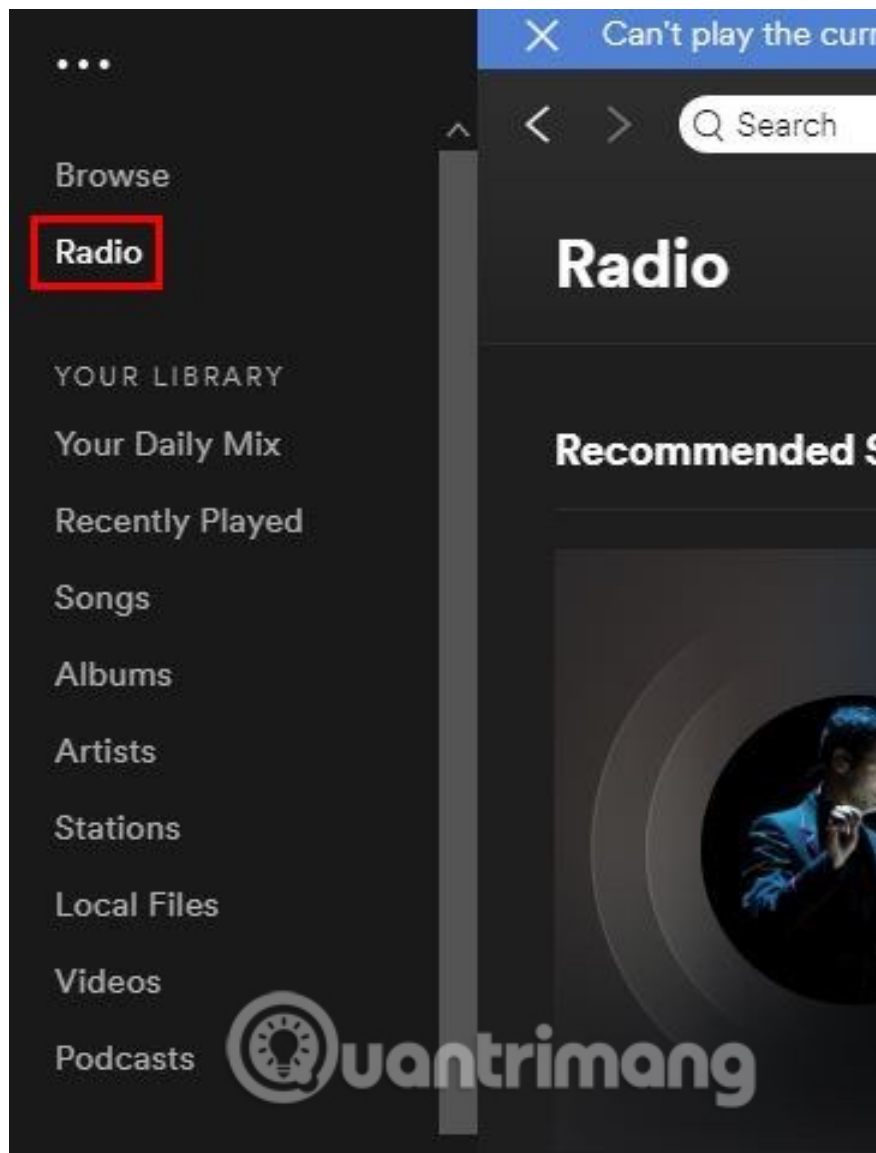 Can't play the curr
Search
Browse
Radio
Radio
YOUR LIBRARY
Your Daily Mix
Recommended S
Recently Played
Songs
Albums
Artists
Stations
Local Files
Videos
Podcasts
Quantrimang